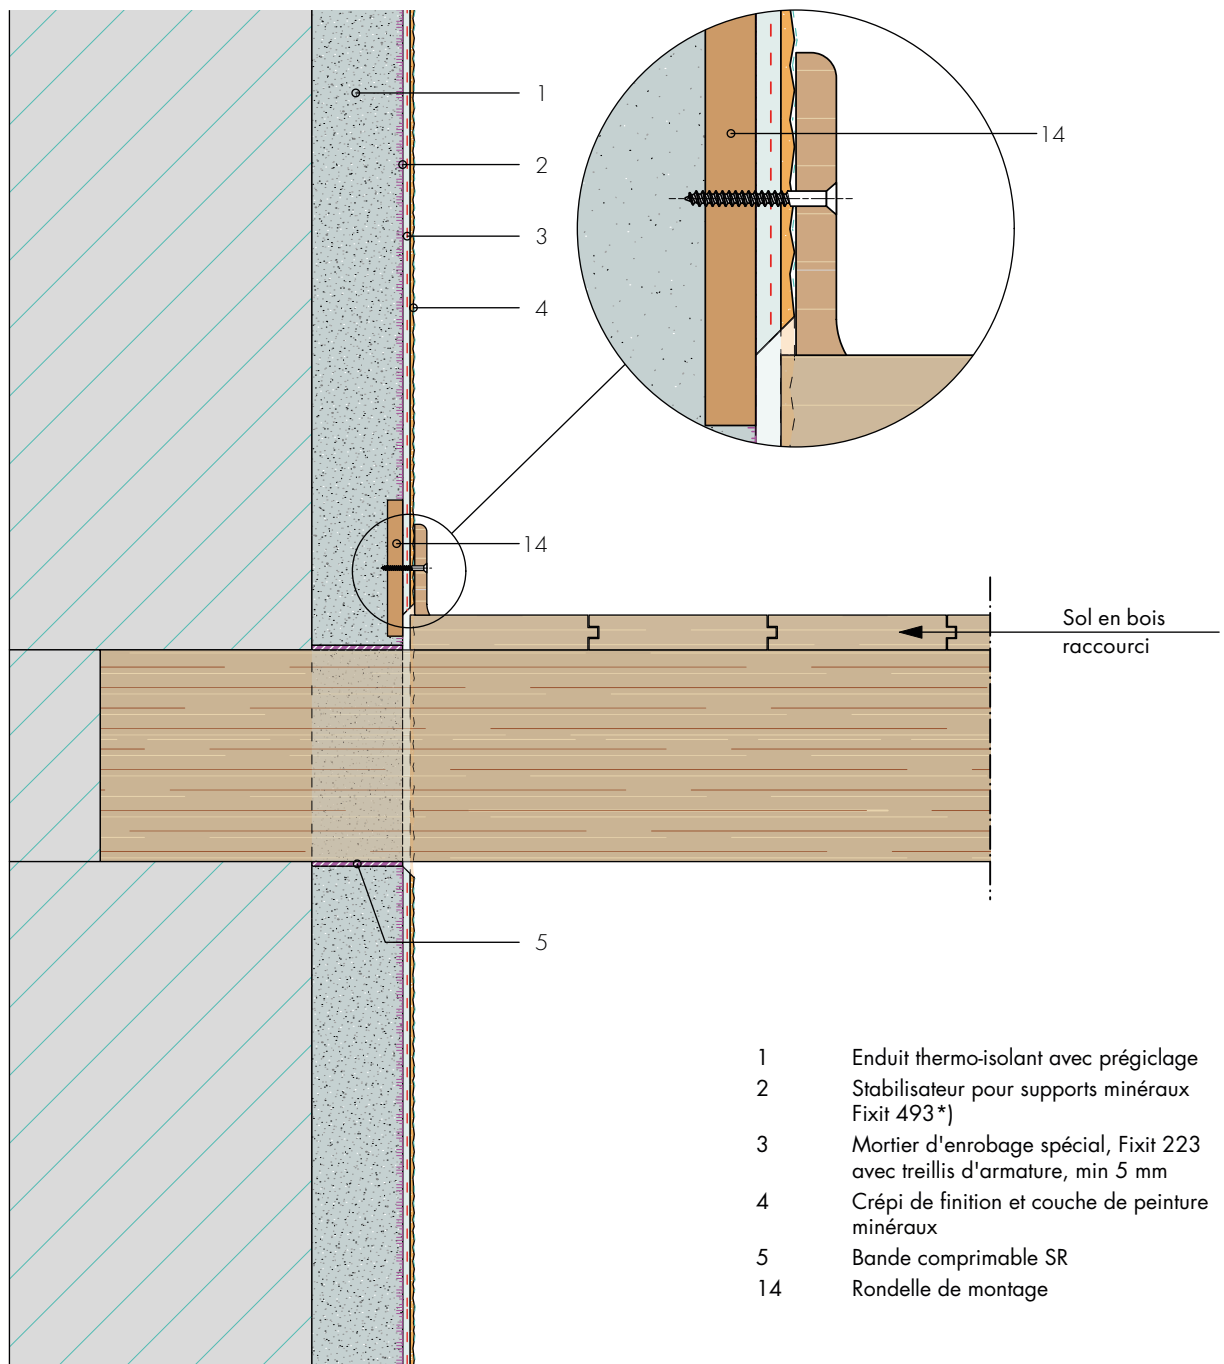 1
14
2
3
4
14
Sol en bois
raccourci
5
1 Enduit thermo-isolant avec prégiclage
2 Stabilisateur pour supports minéraux
Fixit 493*)
3 Mortier d'enrobage spécial, Fixit 223
avec treillis d'armature, min 5 mm
4 Crépi de finition et couche de peinture
minéraux
5 Bande comprimable SR
14 Rondelle de montage